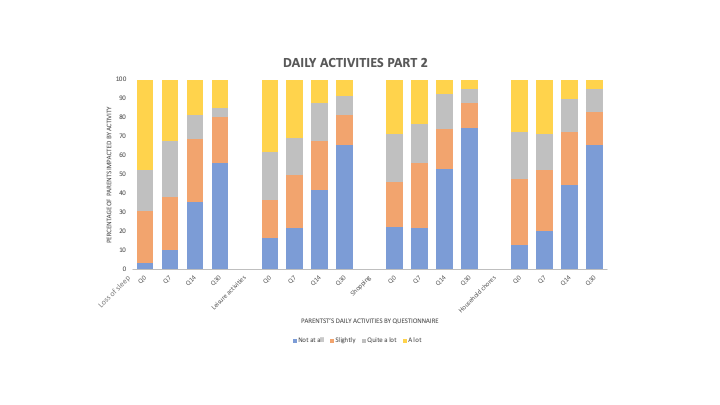 DAILY ACTIVITIES PART 2
PERCENTAGE OF PARENTS IMPACTED BY ACTIVITY
100
90
80
70
60
50
40
30
20
10
0
Loss of sleep
Q0
Q7
Q14
Q30
Leisure activities
Q0
Q7
Q14
Q30
Shopping
Q0
Q7
Q14
Q30
Household chores
Q0
Q7
Q14
Q30
PARENTST'S DAILY ACTIVITIES BY QUESTIONNAIRE
Not at all Slightly Quite a lot A lot